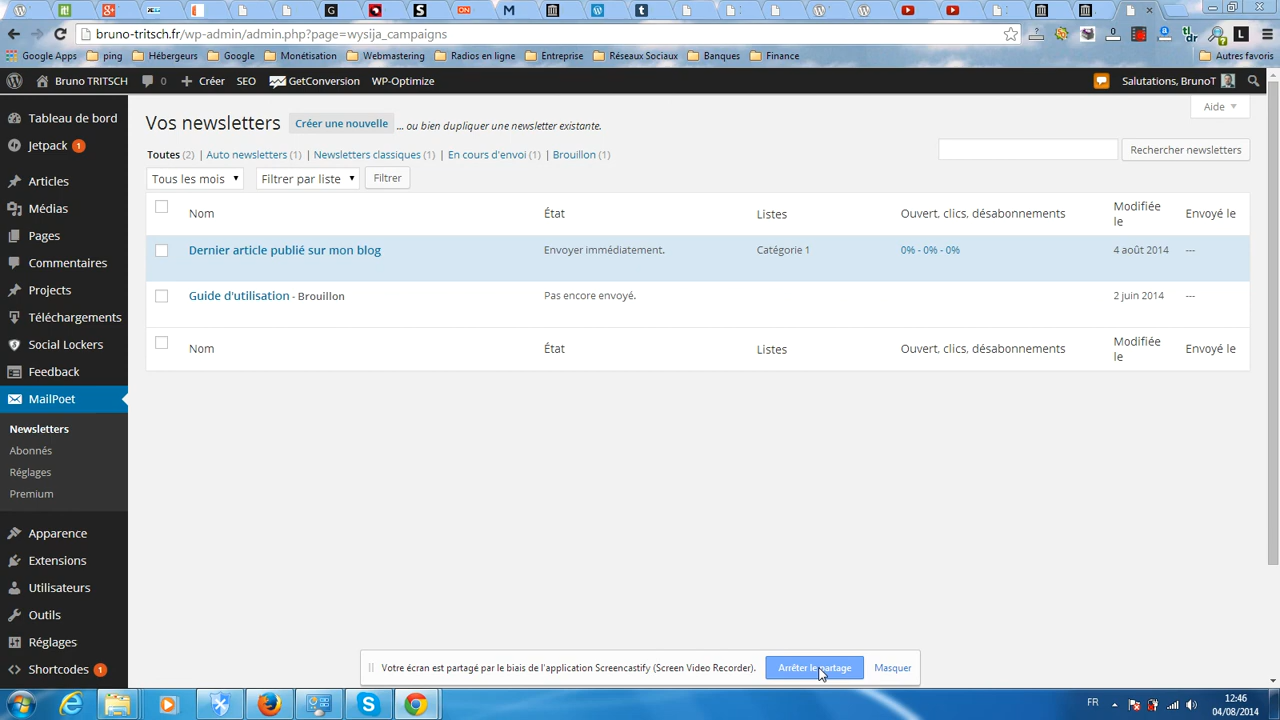 bruno-tritsch.fr/wp-admin/admin.php?page=wysija_campaigns
Google Apps ping Hébergeurs Google Monétisation Webmastering Radios en ligne Entreprise Réseaux Sociaux Banques Finance Autres favoris
Bruno TRITSCH 0 Créer SEO GetConversion WP-Optimize Salutations, BrunoT
Tableau de bord
Jetpack 1
Articles
Médias
Pages
Commentaires
Projects
Téléchargements
Social Lockers
Feedback
MailPoet
Newsletters
Abonnés
Réglages
Premium
Apparence
Extensions
Utilisateurs
Outils
Réglages
Shortcodes 1
Aide
Vos newsletters Créer une nouvelle ... ou bien dupliquer une newsletter existante.
Toutes (2) | Auto newsletters (1) | Newsletters classiques (1) | En cours d'envoi (1) | Brouillon (1)
Rechercher newsletters
Tous les mois Filtrer par liste Filtrer
Nom État Listes Ouvert, clics, désabonnements Modifiée le Envoyé le
Dernier article publié sur mon blog Envoyer immédiatement. Catégorie 1 0% - 0% - 0% 4 août 2014 ---
Guide d'utilisation - Brouillon Pas encore envoyé. 2 juin 2014 ---
Nom État Listes Ouvert, clics, désabonnements Modifiée le Envoyé le
Votre écran est partagé par le biais de l'application Screencastify (Screen Video Recorder). Arrêter le partage Masquer
FR
12:46
04/08/2014